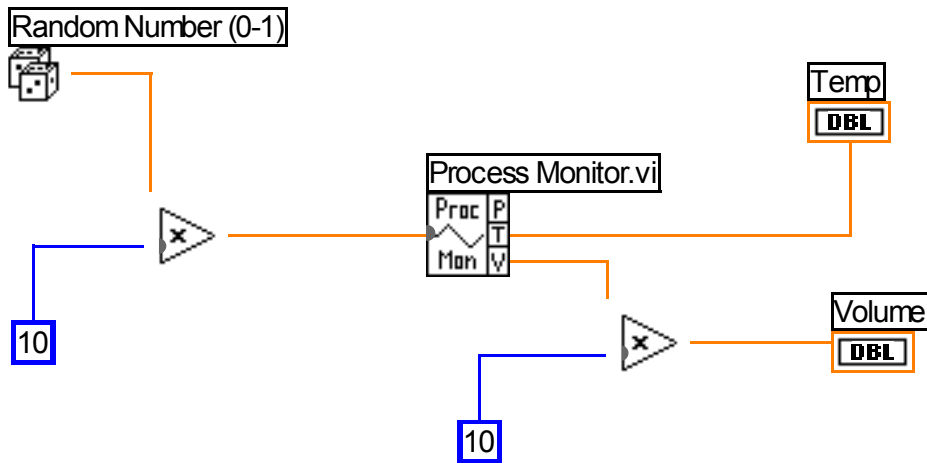 Random Number (0-1)
Temp
DBL
Process Monitor.vi
Proc P
T
Mon V
x
10
Volume
DBL
x
10